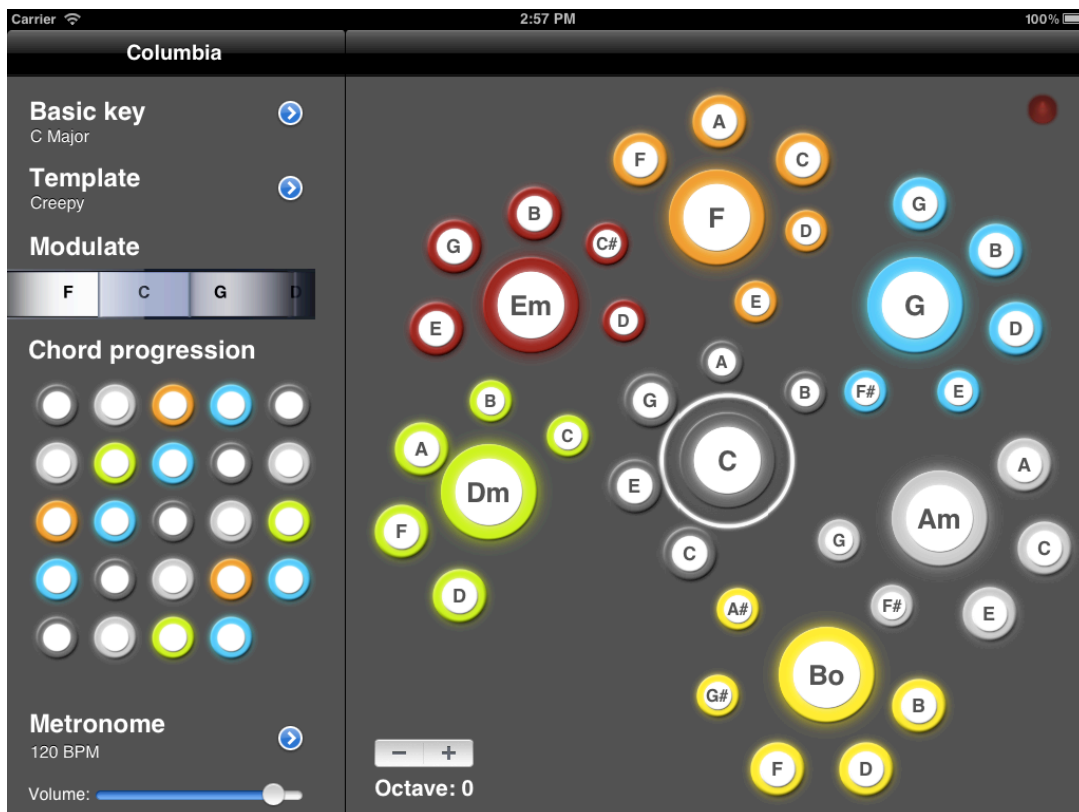 Carrier 2:57 PM 100%
Columbia
Basic key
C Major
Template
Creepy
Modulate
F C G D
Chord progression
Metronome
120 BPM
Volume:
A
F
C
F
D
E
B
G
C#
Em
E
D
G
B
G
D
F#
E
B
A
C
Dm
F
D
A
G
B
C
E
C
A
Am
G
C
F#
E
A#
Bo
G#
B
F
D
− +
Octave: 0